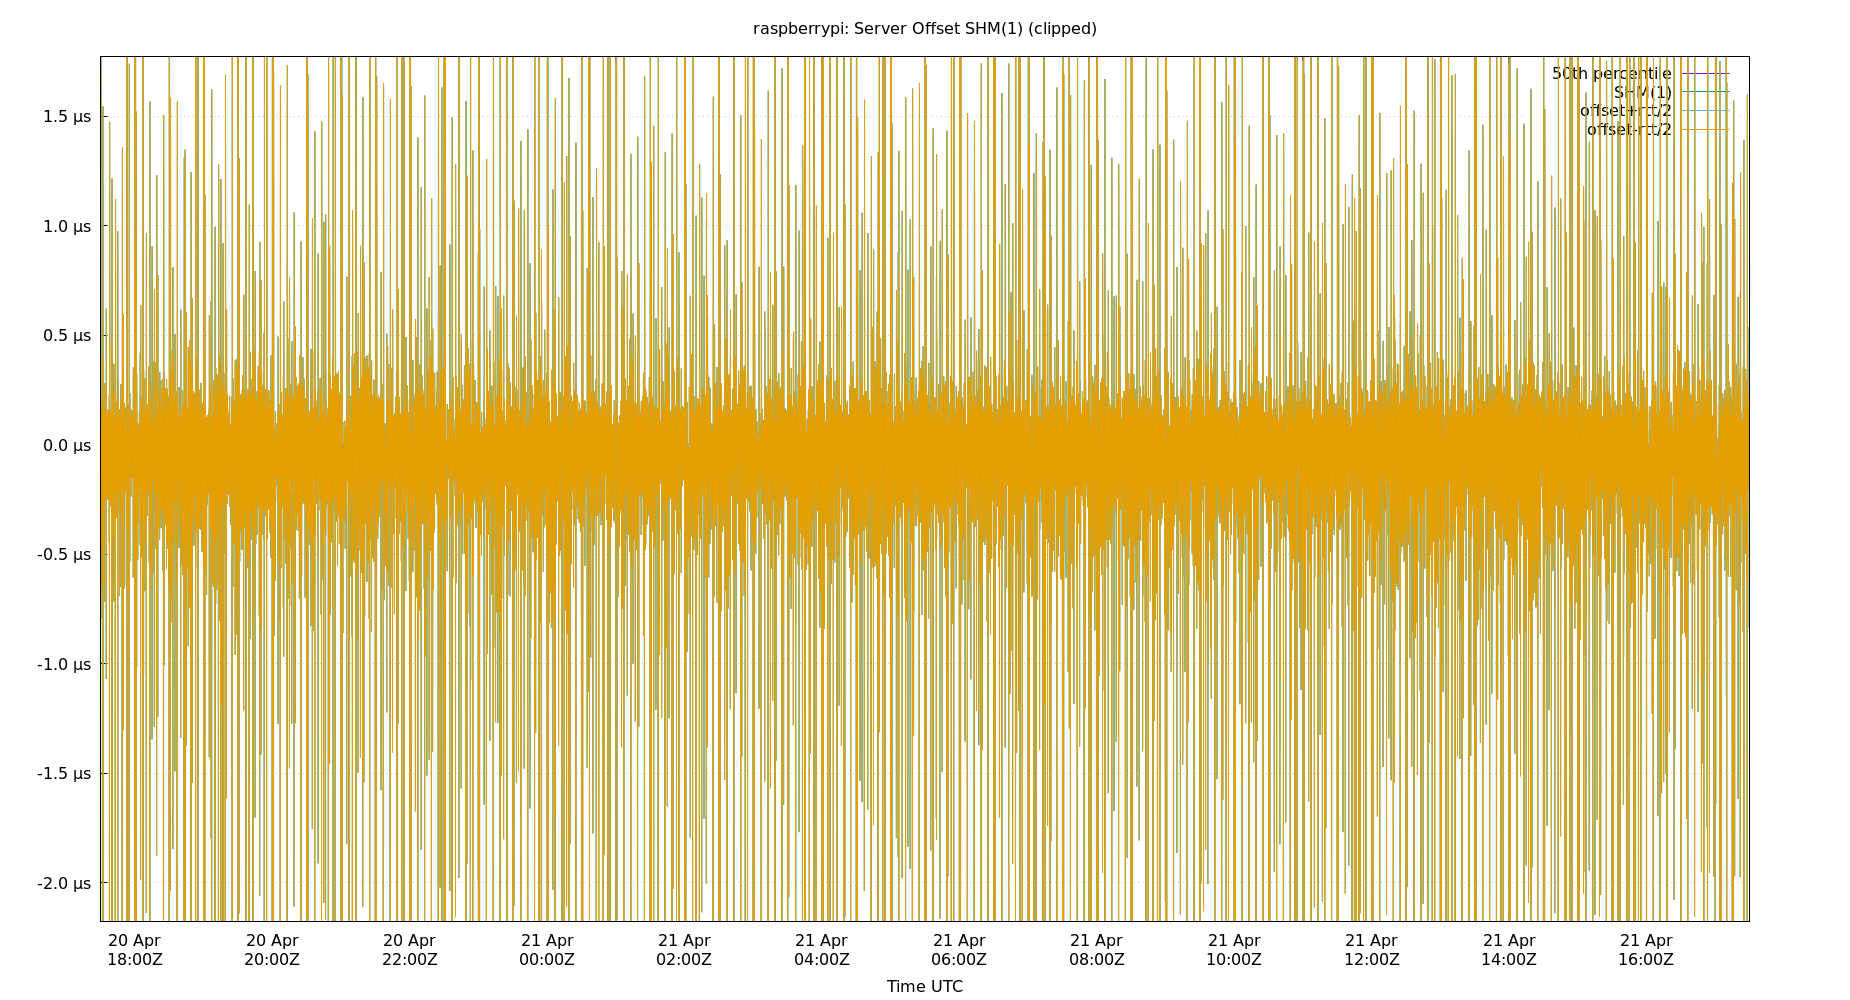 raspberrypi: Server Offset SHM(1) (clipped)
50th percentile
SHM(1)
offset+rtt/2
offset-rtt/2
1.5 µs
1.0 µs
0.5 µs
0.0 µs
-0.5 µs
-1.0 µs
-1.5 µs
-2.0 µs
20 Apr 20 Apr 20 Apr 21 Apr 21 Apr 21 Apr 21 Apr 21 Apr 21 Apr 21 Apr 21 Apr 21 Apr
18:00Z 20:00Z 22:00Z 00:00Z 02:00Z 04:00Z 06:00Z 08:00Z 10:00Z 12:00Z 14:00Z 16:00Z
Time UTC